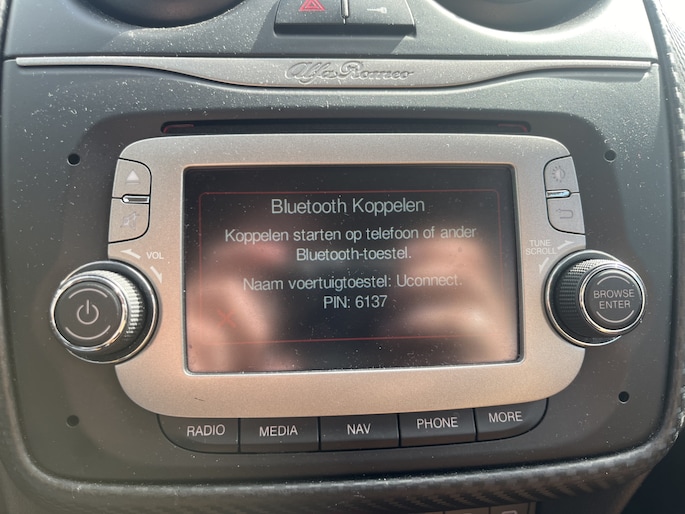 Alfa Romeo
Bluetooth Koppelen
Koppelen starten op telefoon of ander
Bluetooth-toestel.
Naam voertuigtoestel: Uconnect.
PIN: 6137
VOL
TUNE
SCROLL
BROWSE
ENTER
RADIO
MEDIA
NAV
PHONE
MORE